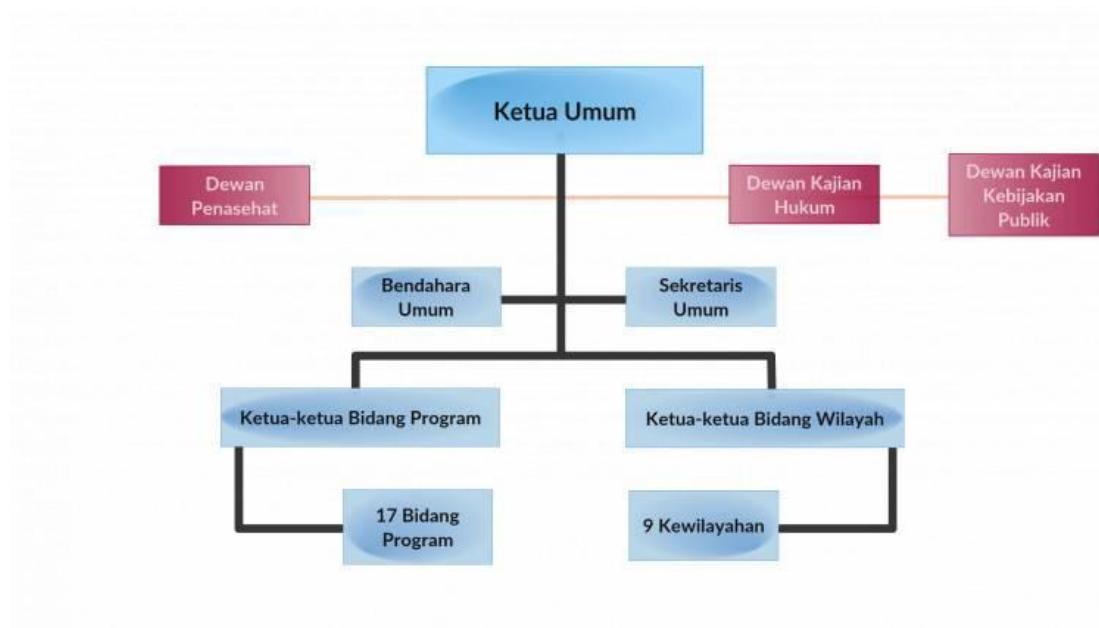 Ketua Umum
Dewan
Penasehat
Dewan Kajian
Hukum
Dewan Kajian
Kebijakan
Publik
Bendahara
Umum
Sekretaris
Umum
Ketua-ketua Bidang Program
Ketua-ketua Bidang Wilayah
17 Bidang
Program
9 Kewilayahan